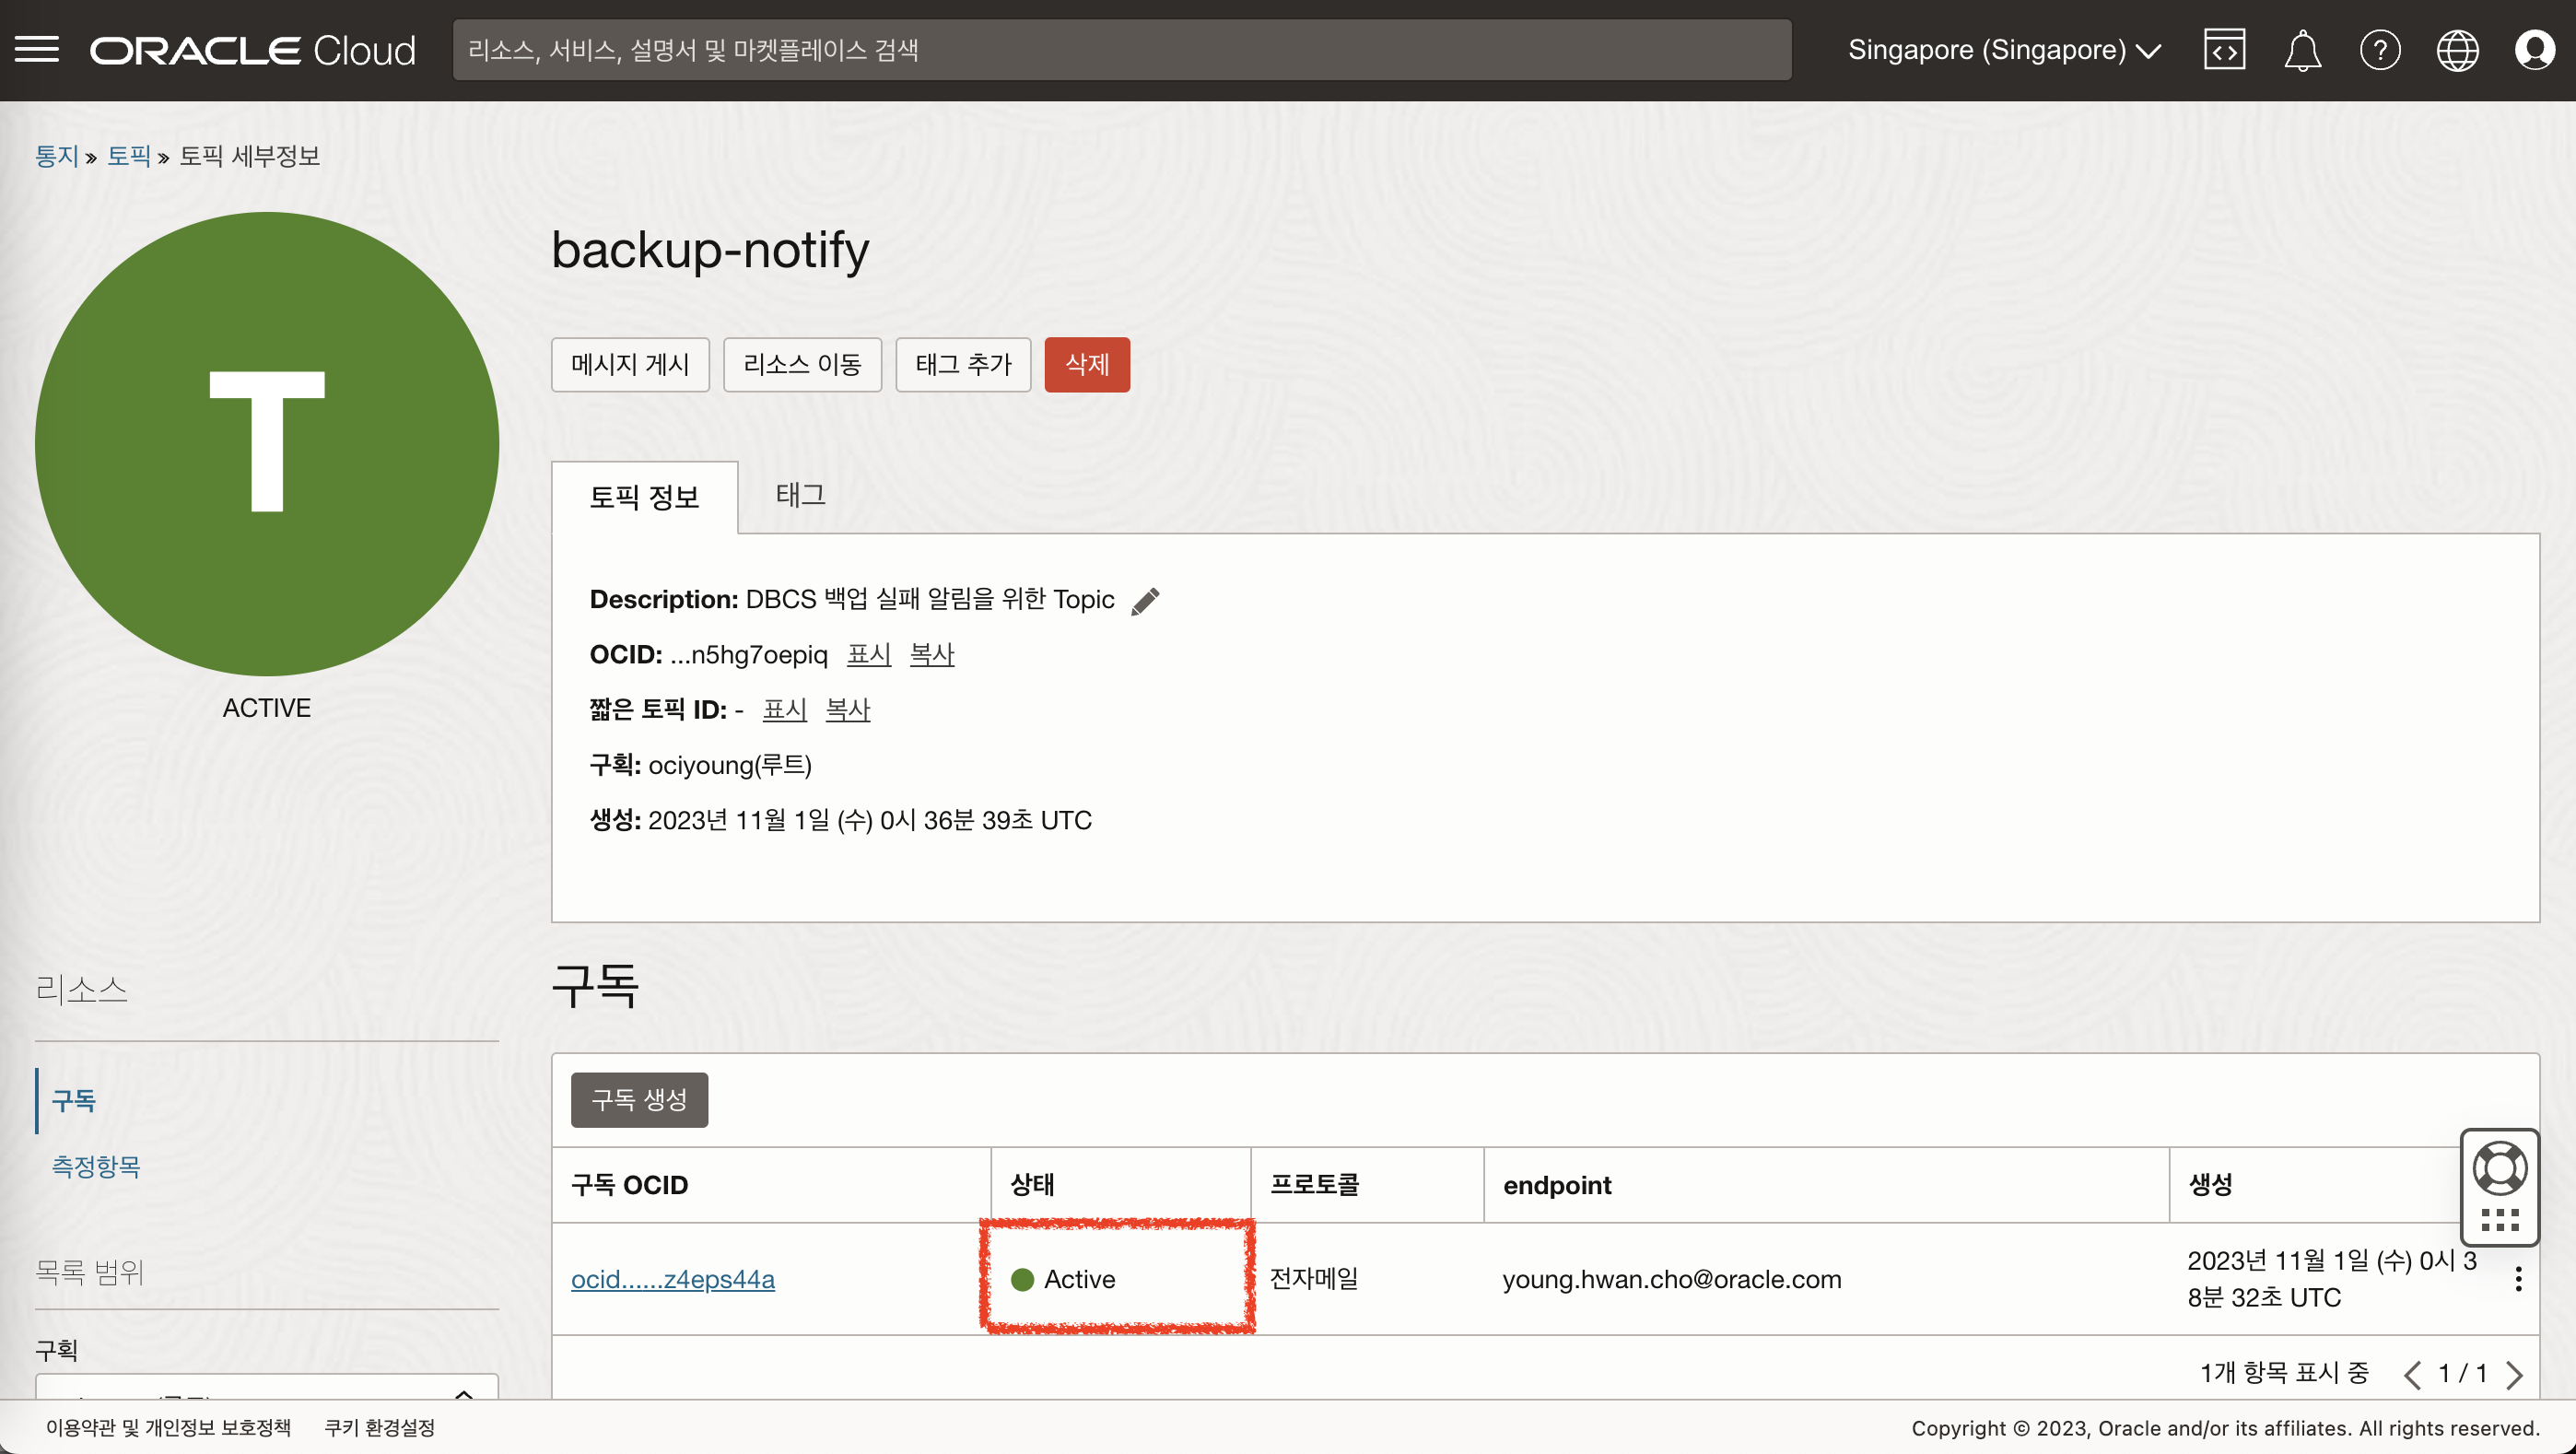 ORACLE Cloud
리소스, 서비스, 설명서 및 마켓플레이스 검색
Singapore (Singapore)
통지 » 토픽 » 토픽 세부정보
T
ACTIVE
backup-notify
메시지 게시
리소스 이동
태그 추가
삭제
토픽 정보
태그
Description: DBCS 백업 실패 알림을 위한 Topic
OCID: ...n5hg7oepiq 표시 복사
짧은 토픽 ID: - 표시 복사
구획: ociyoung(루트)
생성: 2023년 11월 1일 (수) 0시 36분 39초 UTC
리소스
구독
측정항목
목록 범위
구획
구독
구독 생성
구독 OCID 상태 프로토콜 endpoint 생성
ocid......z4eps44a Active 전자메일 young.hwan.cho@oracle.com 2023년 11월 1일 (수) 0시 3
8분 32초 UTC
1개 항목 표시 중 1 / 1
이용약관 및 개인정보 보호정책 쿠키 환경설정
Copyright © 2023, Oracle and/or its affiliates. All rights reserved.